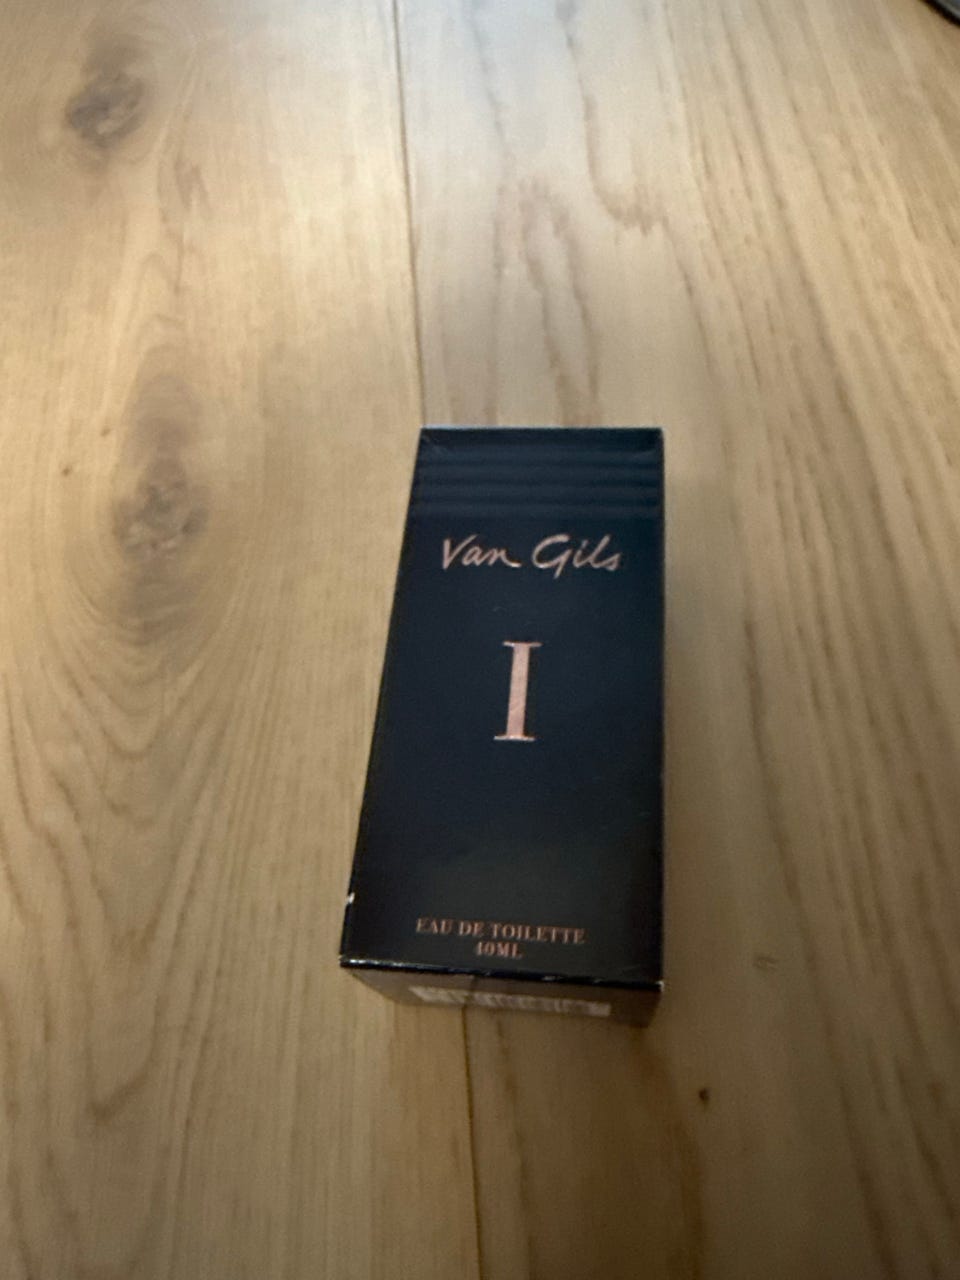 Van Gils
I
EAU DE TOILETTE
40ML